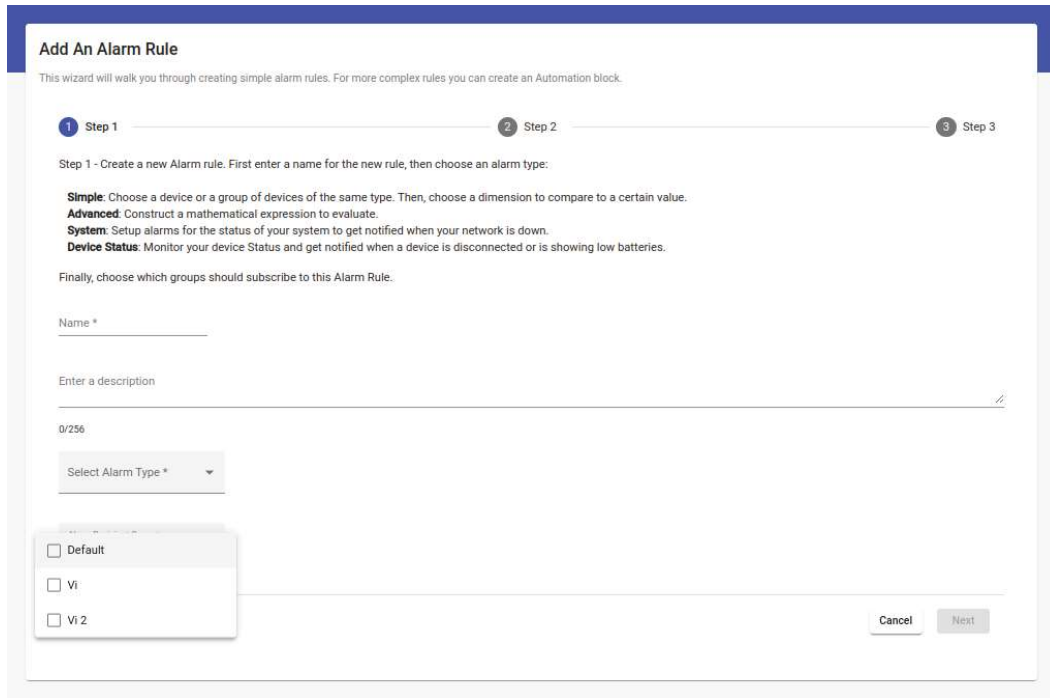 Add An Alarm Rule
This wizard will walk you through creating simple alarm rules. For more complex rules you can create an Automation block.
1 Step 1
2 Step 2
3 Step 3
Step 1 - Create a new Alarm rule. First enter a name for the new rule, then choose an alarm type:
Simple: Choose a device or a group of devices of the same type. Then, choose a dimension to compare to a certain value.
Advanced: Construct a mathematical expression to evaluate.
System: Setup alarms for the status of your system to get notified when your network is down.
Device Status: Monitor your device Status and get notified when a device is disconnected or is showing low batteries.
Finally, choose which groups should subscribe to this Alarm Rule.
Name *
Enter a description
0/256
Select Alarm Type *
Default
Vi
Vi 2
Cancel
Next